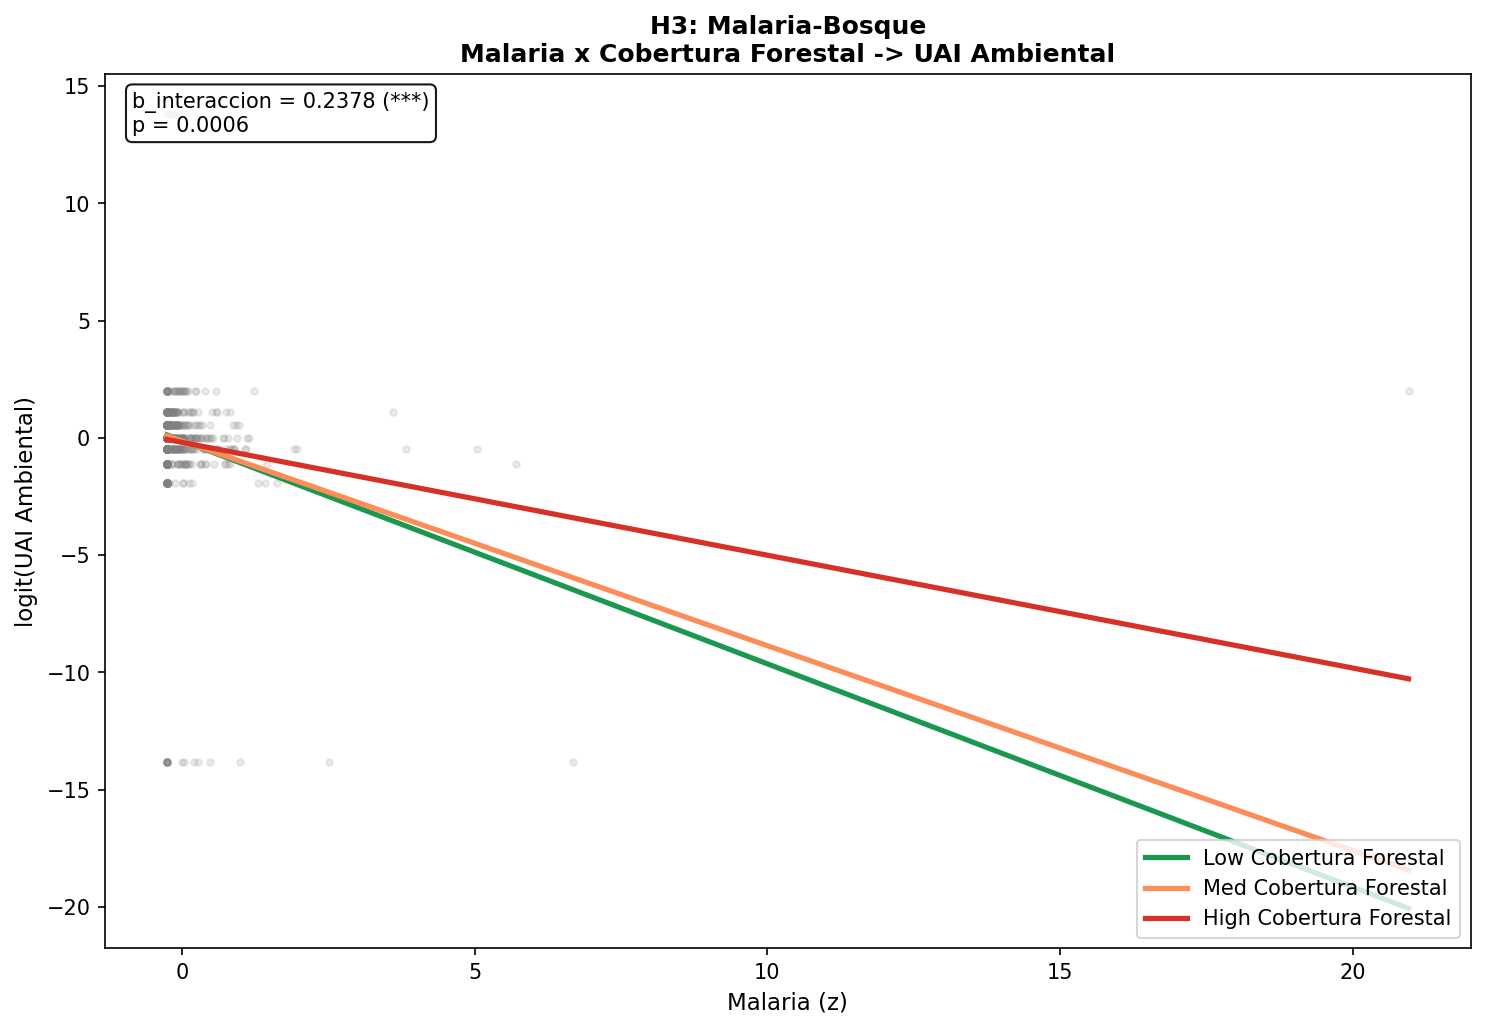 H3: Malaria-Bosque
Malaria x Cobertura Forestal -> UAI Ambiental
b_interaccion = 0.2378 (***)
p = 0.0006
logit(UAI Ambiental)
15
10
5
0
−5
−10
−15
−20
Low Cobertura Forestal
Med Cobertura Forestal
High Cobertura Forestal
0 5 10 15 20
Malaria (z)